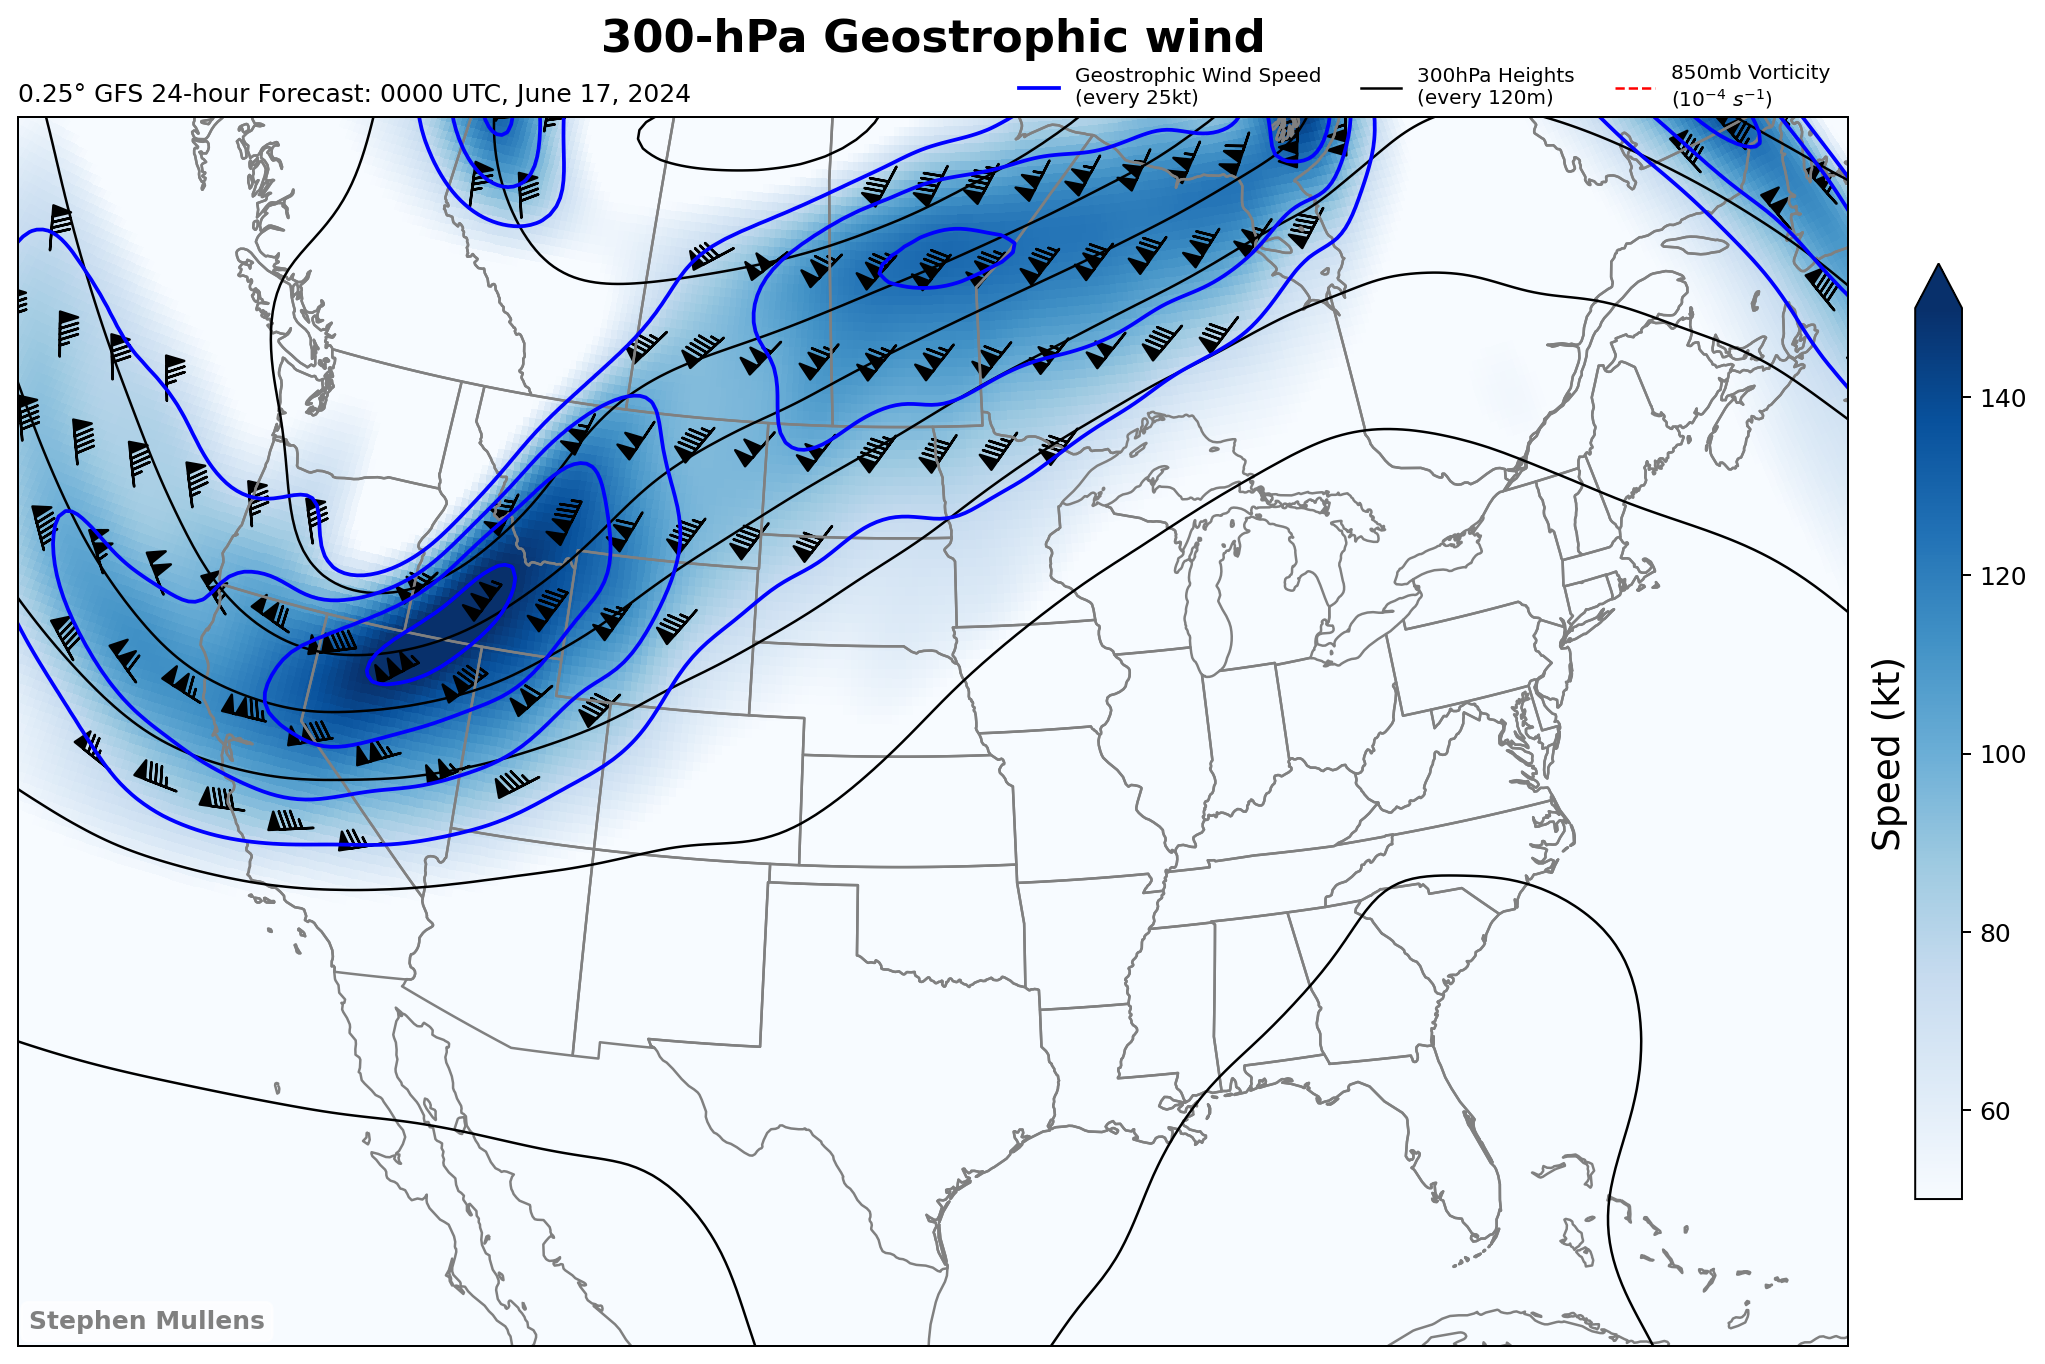 300-hPa Geostrophic wind
0.25° GFS 24-hour Forecast: 0000 UTC, June 17, 2024
Geostrophic Wind Speed
(every 25kt)
300hPa Heights
(every 120m)
850mb Vorticity
(10⁻⁴ s⁻¹)
140
120
100
80
60
Speed (kt)
Stephen Mullens